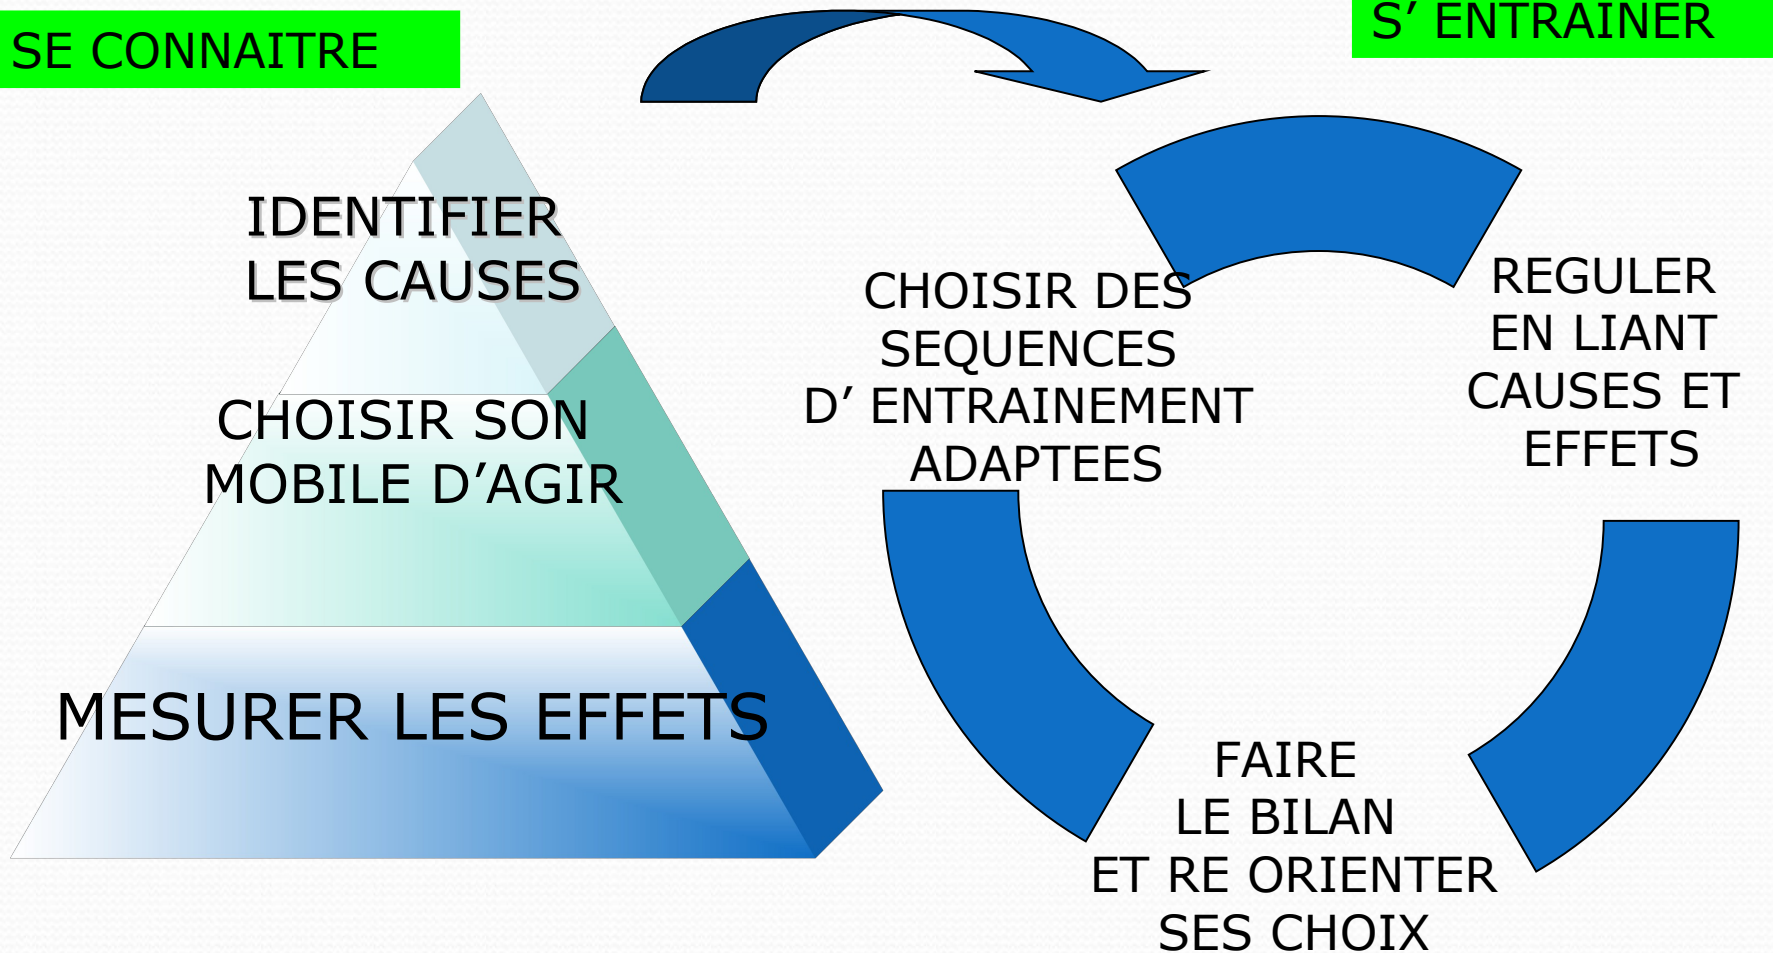 SE CONNAITRE
S’ ENTRAINER
IDENTIFIER
LES CAUSES
CHOISIR SON
MOBILE D’AGIR
MESURER LES EFFETS
CHOISIR DES
SEQUENCES
D’ ENTRAINEMENT
ADAPTEES
REGULER
EN LIANT
CAUSES ET
EFFETS
FAIRE
LE BILAN
ET RE ORIENTER
SES CHOIX